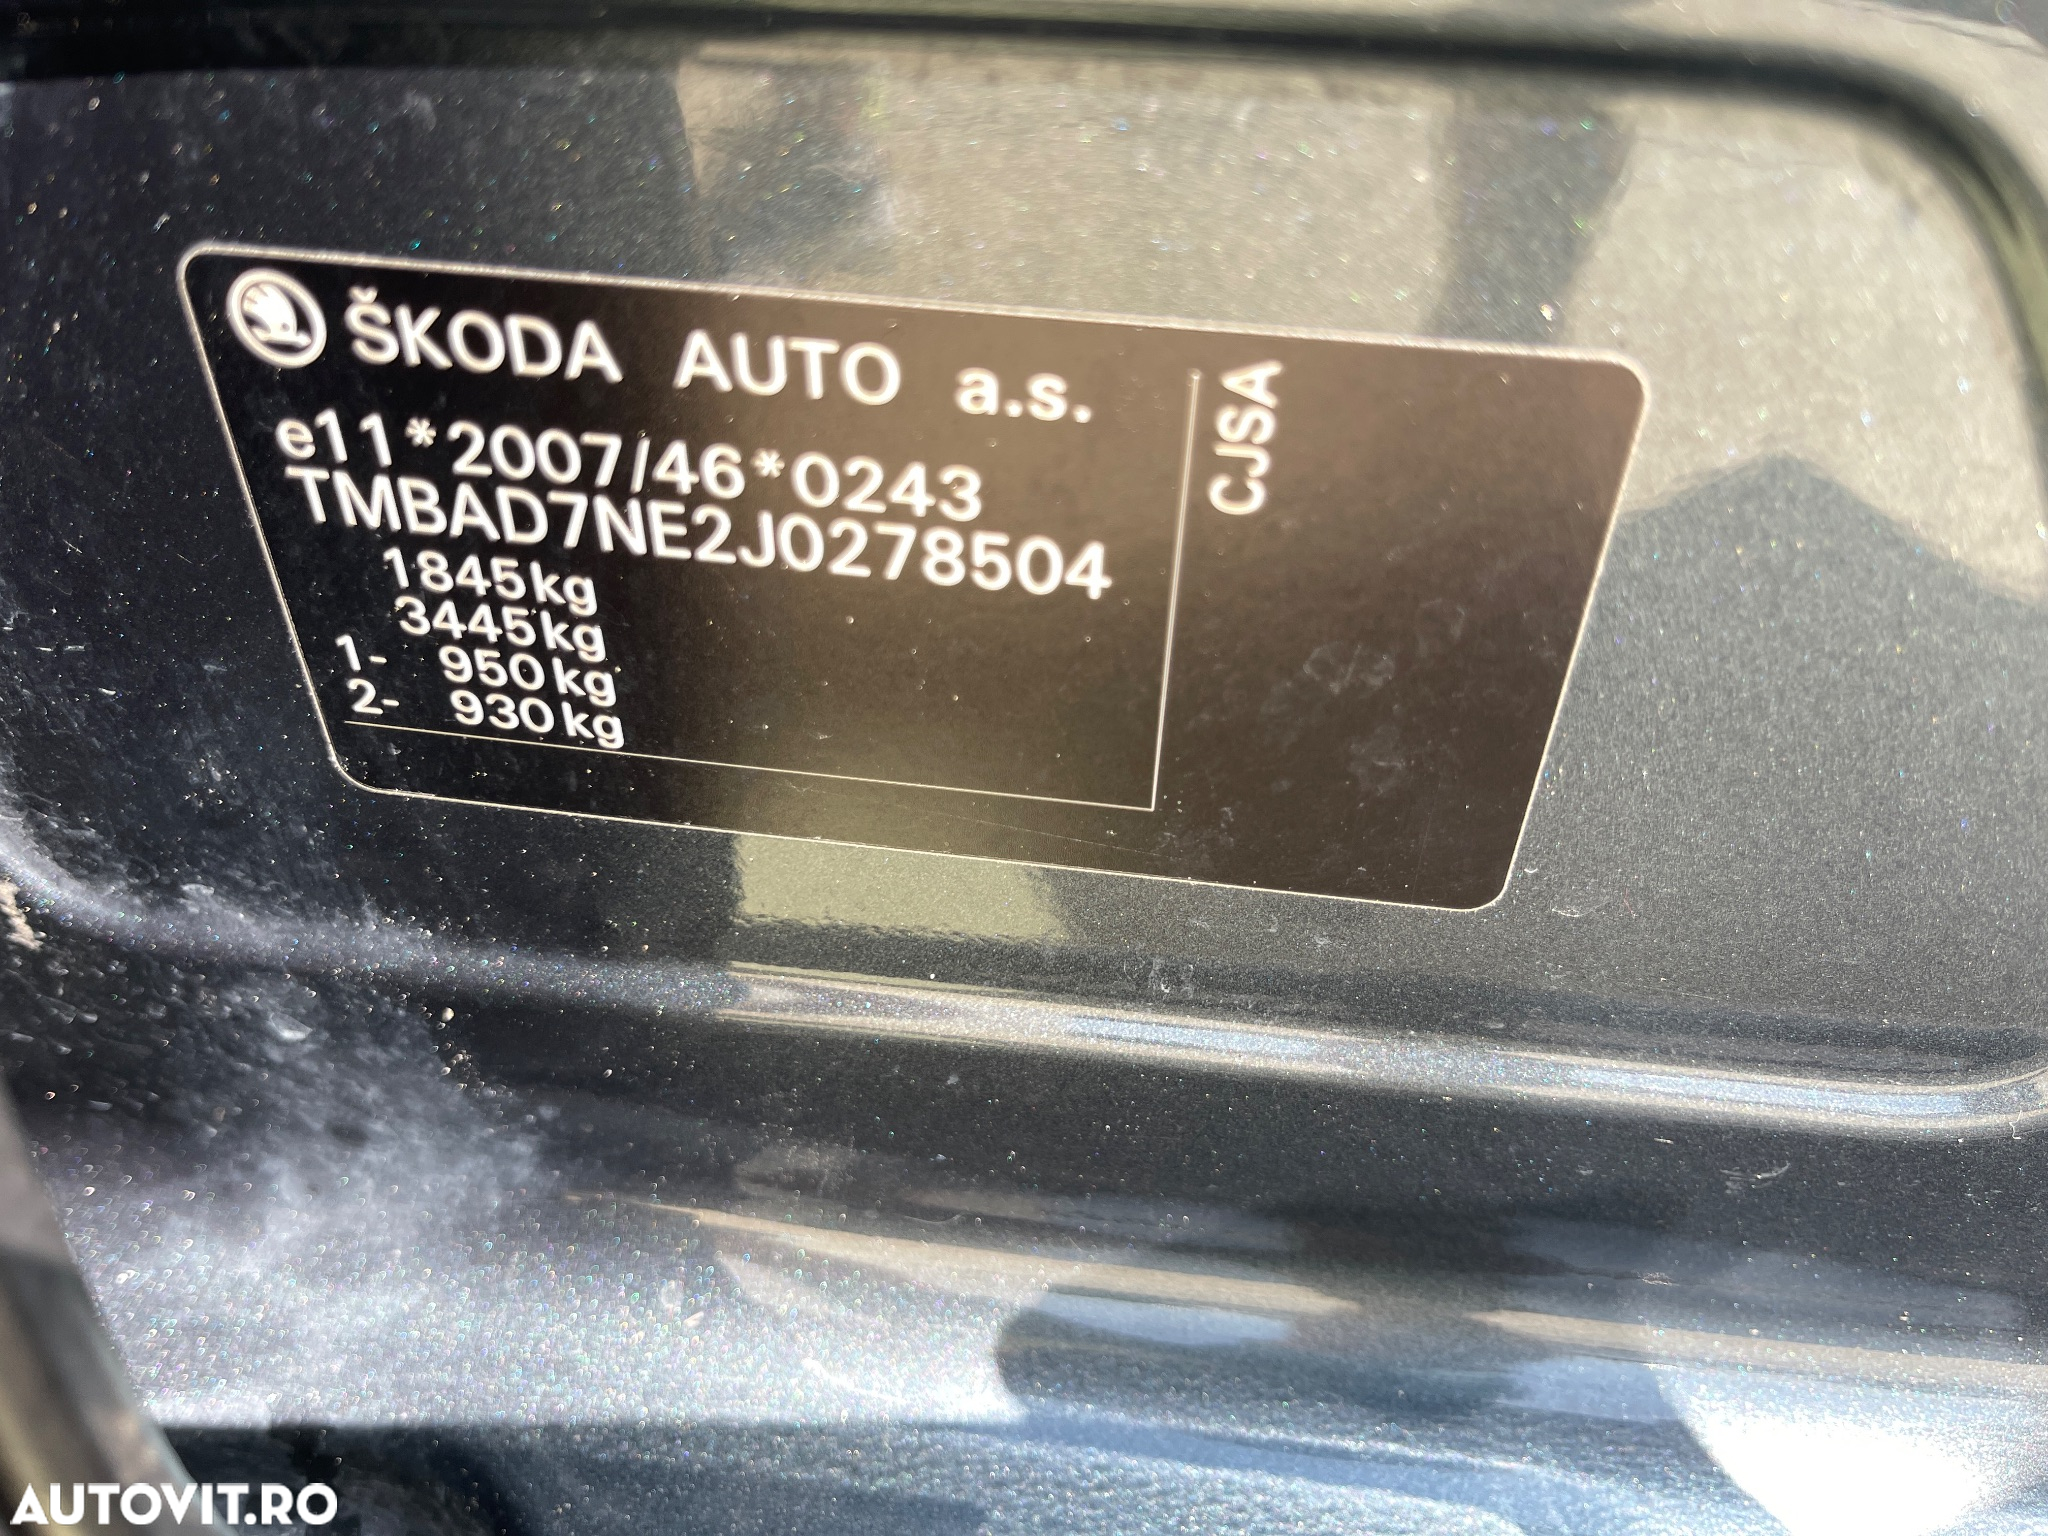 ŠKODA AUTO a.s.
e11*2007/46*0243
TMBAD7NE2J0278504
1845kg
3445kg
1- 950kg
2- 930kg
CJSA
AUTOVIT.RO